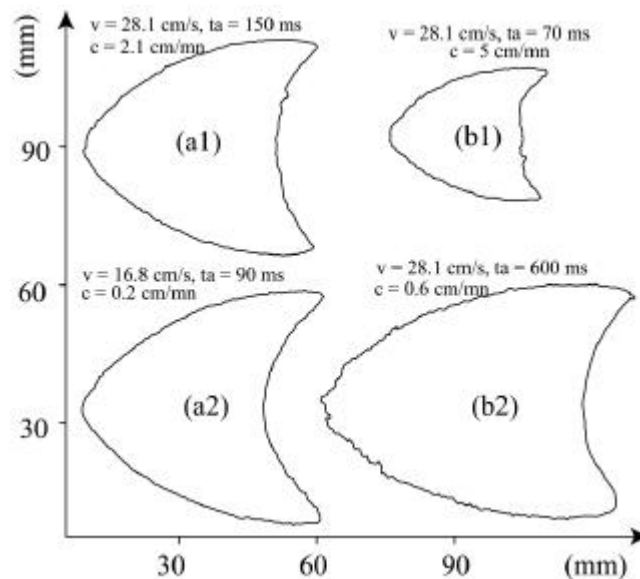 (mm)
v = 28.1 cm/s, ta = 150 ms
c = 2.1 cm/mn
v = 28.1 cm/s, ta = 70 ms
c = 5 cm/mn
(a1)
(b1)
90
v = 16.8 cm/s, ta = 90 ms
c = 0.2 cm/mn
v = 28.1 cm/s, ta = 600 ms
c = 0.6 cm/mn
60
(a2)
(b2)
30
30
60
90
(mm)